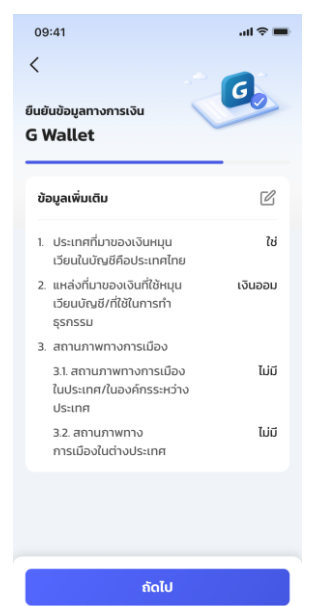 09:41
G
ยืนยันข้อมูลทางการเงิน
G Wallet
ข้อมูลเพิ่มเติม
1. ประเทศที่มาของเงินหมุน ใช่
เวียนในบัญชีคือประเทศไทย
2. แหล่งที่มาของเงินที่ใช้หมุน เงินออม
เวียนบัญชี/ที่ใช้ในการทำ
ธุรกรรม
3. สถานภาพทางการเมือง
3.1. สถานภาพทางการเมือง ไม่มี
ในประเทศ/ในองค์กรระหว่าง
ประเทศ
3.2. สถานภาพทาง ไม่มี
การเมืองในต่างประเทศ
ถัดไป